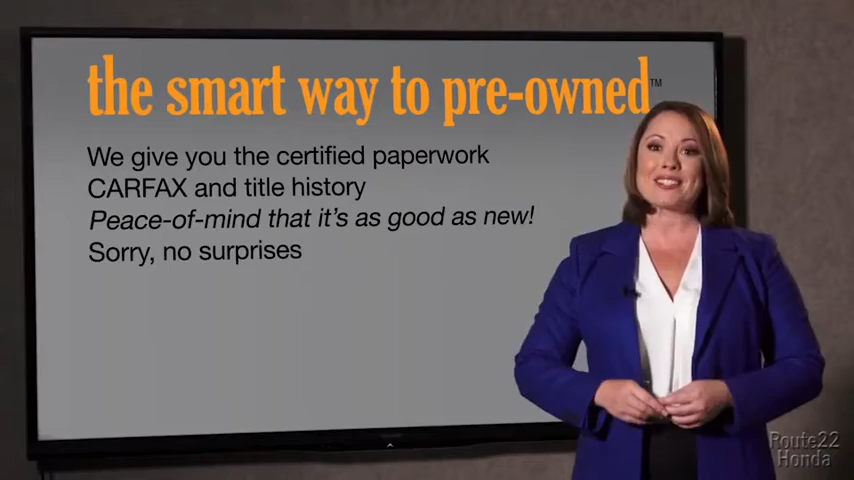 the smart way to pre-owned™
We give you the certified paperwork
CARFAX and title history
Peace-of-mind that it's as good as new!
Sorry, no surprises
Route22
Honda